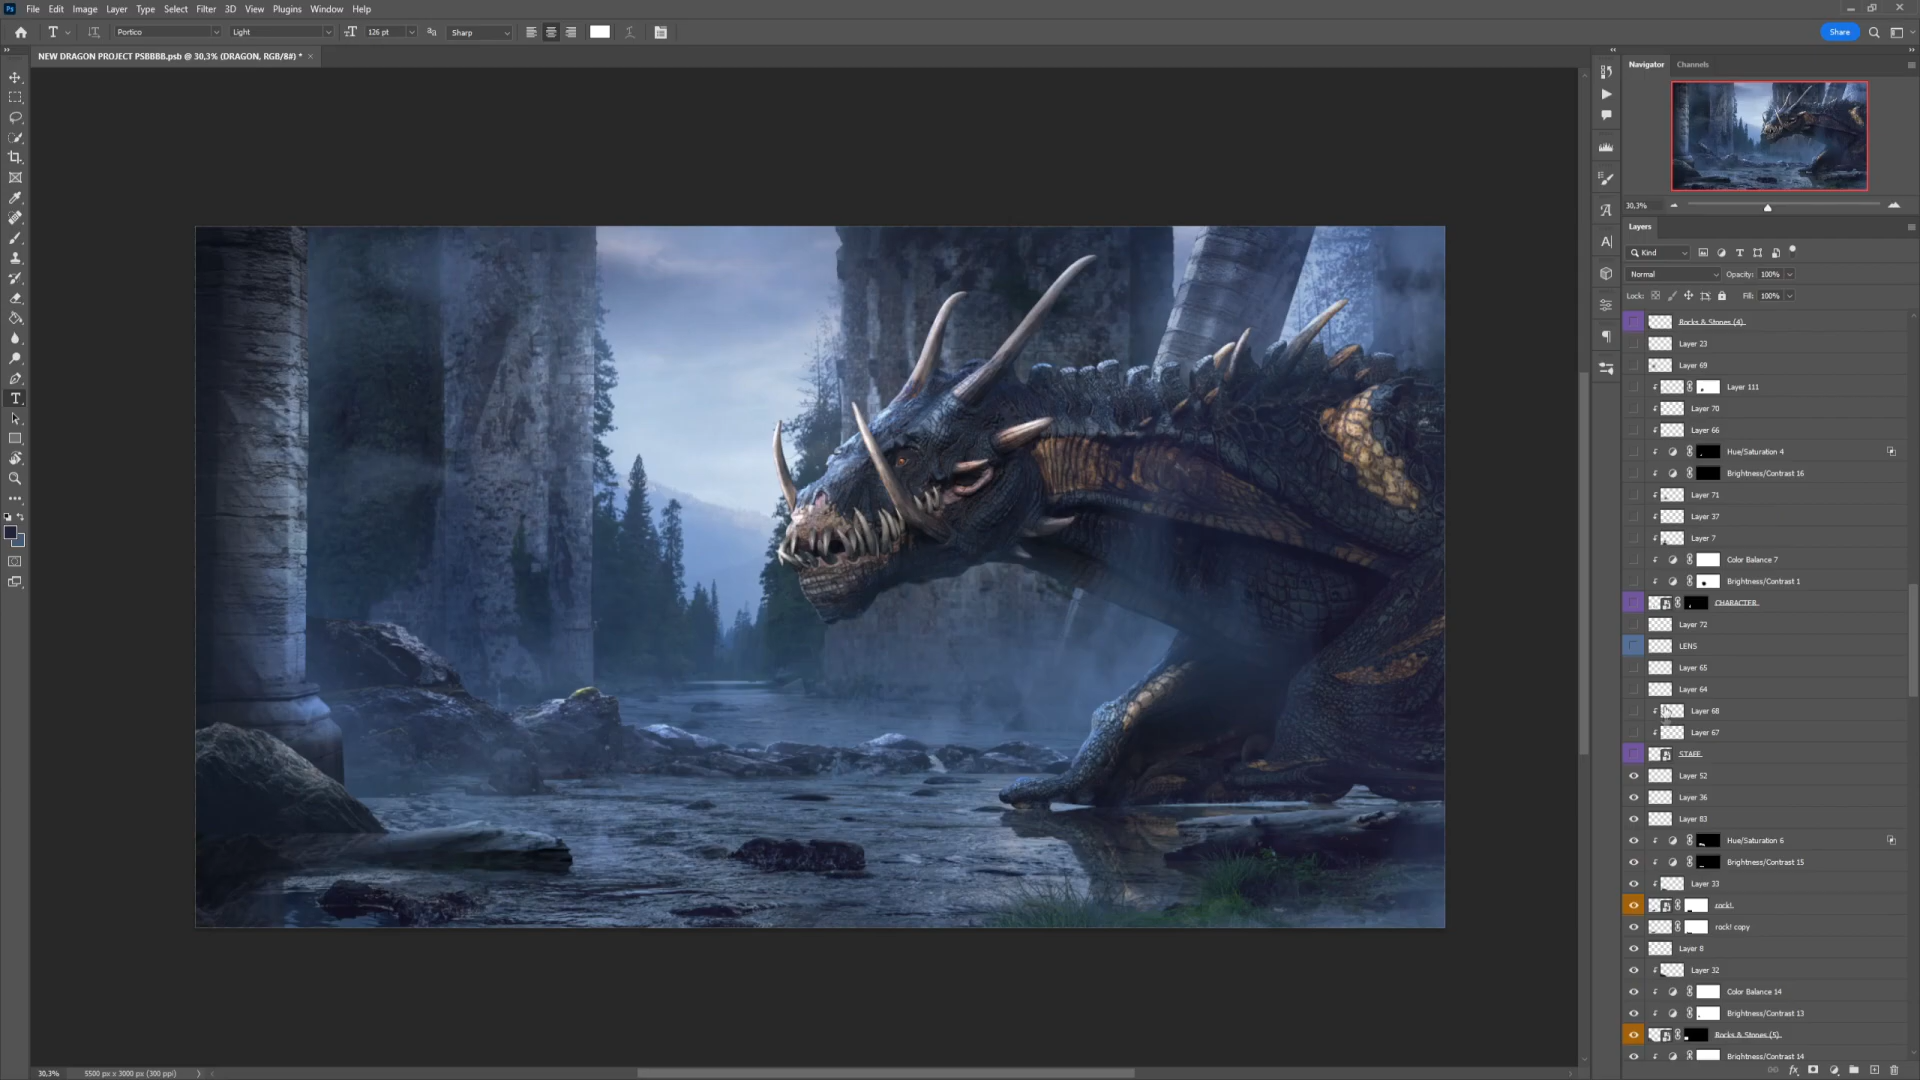 Ps File Edit Image Layer Type Select Filter 3D View Plugins Window Help
T Portico Light 126 pt Sharp Share
NEW DRAGON PROJECT PSBBBB.psb @ 30,3% (DRAGON, RGB/8#) *
Navigator Channels
30,3%
Layers
Kind
Normal Opacity: 100%
Lock: Fill: 100%
Rocks & Stones (4)
Layer 23
Layer 69
Layer 111
Layer 70
Layer 66
Hue/Saturation 4
Brightness/Contrast 16
Layer 71
Layer 37
Layer 7
Color Balance 7
Brightness/Contrast 1
CHARACTER
Layer 72
LENS
Layer 65
Layer 64
Layer 68
Layer 67
STAFF
Layer 52
Layer 36
Layer 83
Hue/Saturation 6
Brightness/Contrast 15
Layer 33
rock!
rock! copy
Layer 8
Layer 32
Color Balance 14
Brightness/Contrast 13
Rocks & Stones (5)
Brightness/Contrast 14
30,3% 5500 px x 3000 px (300 ppi)